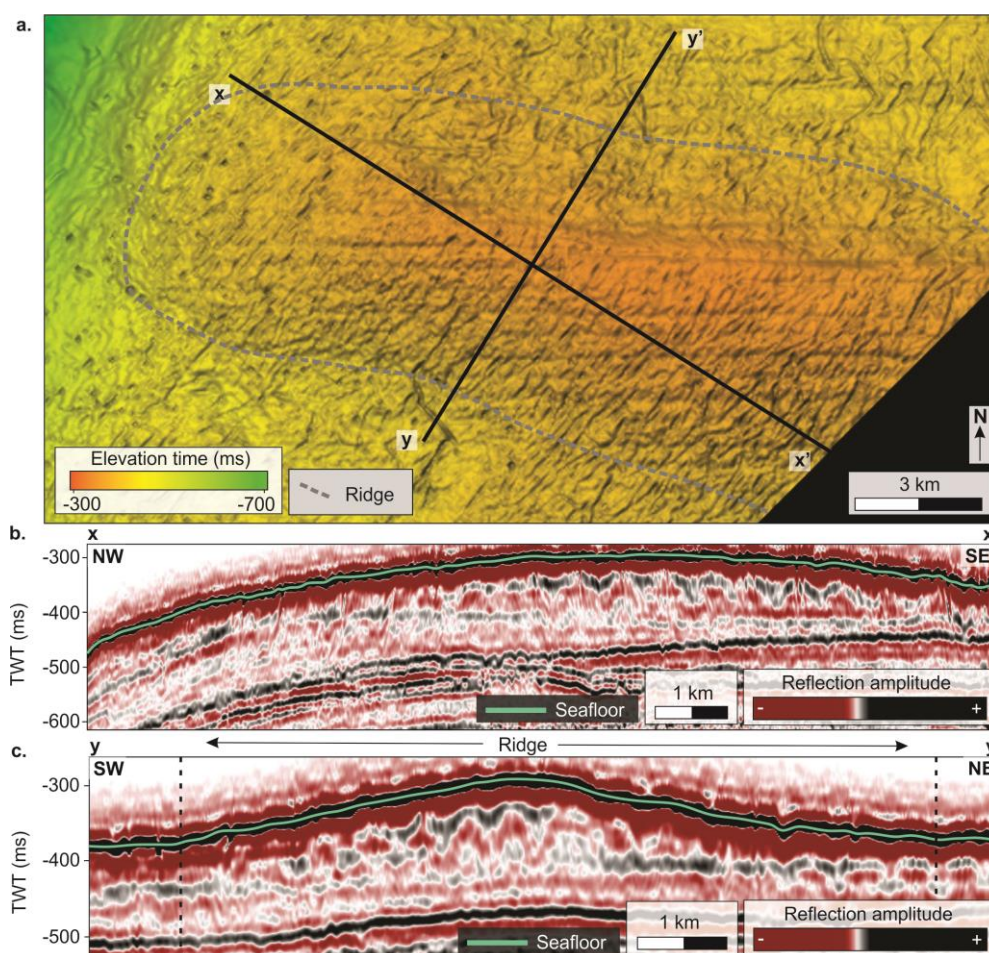 a.
y'
x
y
x'
N
Elevation time (ms)
-300 -700
Ridge
3 km
b.
x x
NW SE
-300
-400
-500
-600
TWT (ms)
1 km
Reflection amplitude
Seafloor
- +
y Ridge y
c.
SW NE
-300
-400
-500
TWT (ms)
1 km
Reflection amplitude
Seafloor
- +